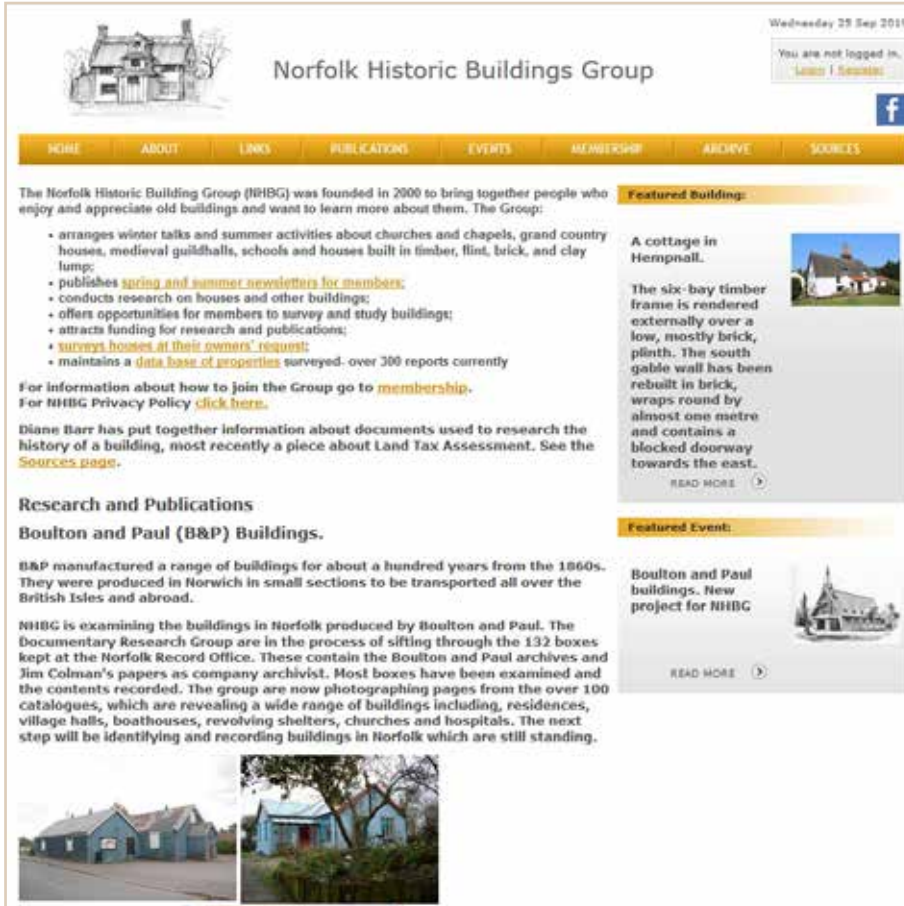 Wednesday 25 Sep 2019
You are not logged in.
Login | Register
Norfolk Historic Buildings Group
f
HOME ABOUT LINKS PUBLICATIONS EVENTS MEMBERSHIP ARCHIVE SOURCES
The Norfolk Historic Building Group (NHBG) was founded in 2000 to bring together people who
enjoy and appreciate old buildings and want to learn more about them. The Group:
• arranges winter talks and summer activities about churches and chapels, grand country
houses, medieval guildhalls, schools and houses built in timber, flint, brick, and clay
lump;
• publishes spring and summer newsletters for members;
• conducts research on houses and other buildings;
• offers opportunities for members to survey and study buildings;
• attracts funding for research and publications;
• surveys houses at their owners' request;
• maintains a data base of properties surveyed- over 300 reports currently
For information about how to join the Group go to membership.
For NHBG Privacy Policy click here.
Diane Barr has put together information about documents used to research the
history of a building, most recently a piece about Land Tax Assessment. See the
Sources page.
Research and Publications
Boulton and Paul (B&P) Buildings.
B&P manufactured a range of buildings for about a hundred years from the 1860s.
They were produced in Norwich in small sections to be transported all over the
British Isles and abroad.
NHBG is examining the buildings in Norfolk produced by Boulton and Paul. The
Documentary Research Group are in the process of sifting through the 132 boxes
kept at the Norfolk Record Office. These contain the Boulton and Paul archives and
Jim Colman's papers as company archivist. Most boxes have been examined and
the contents recorded. The group are now photographing pages from the over 100
catalogues, which are revealing a wide range of buildings including, residences,
village halls, boathouses, revolving shelters, churches and hospitals. The next
step will be identifying and recording buildings in Norfolk which are still standing.
Featured Building:
A cottage in
Hempnall.
The six-bay timber
frame is rendered
externally over a
low, mostly brick,
plinth. The south
gable wall has been
rebuilt in brick,
wraps round by
almost one metre
and contains a
blocked doorway
towards the east.
READ MORE
Featured Event:
Boulton and Paul
buildings. New
project for NHBG
READ MORE